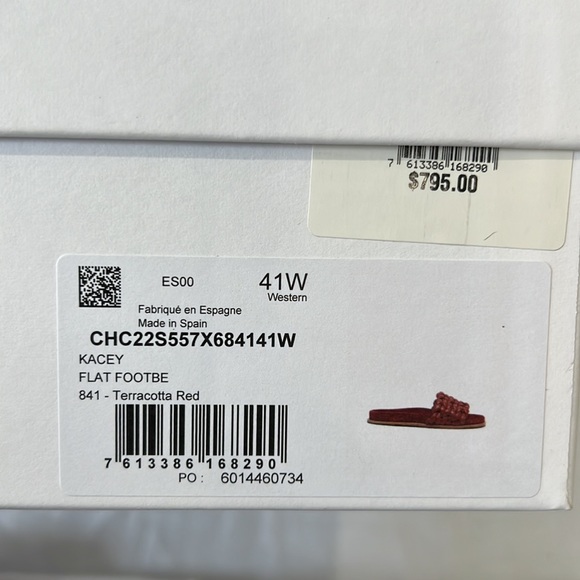 7 613386 168290
$795.00
ES00
41W
Western
Fabriqué en Espagne
Made in Spain
CHC22S557X684141W
KACEY
FLAT FOOTBE
841 - Terracotta Red
7 613386 168290
PO : 6014460734